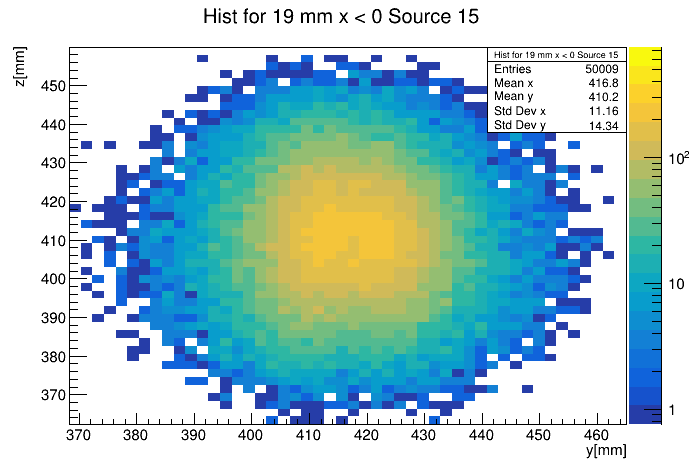 Hist for 19 mm x < 0 Source 15
z[mm]
Hist for 19 mm x < 0 Source 15
Entries 50009
Mean x 416.8
Mean y 410.2
Std Dev x 11.16
Std Dev y 14.34
450
440
430
420
410
400
390
380
370
10²
10
1
370 380 390 400 410 420 430 440 450 460
y[mm]